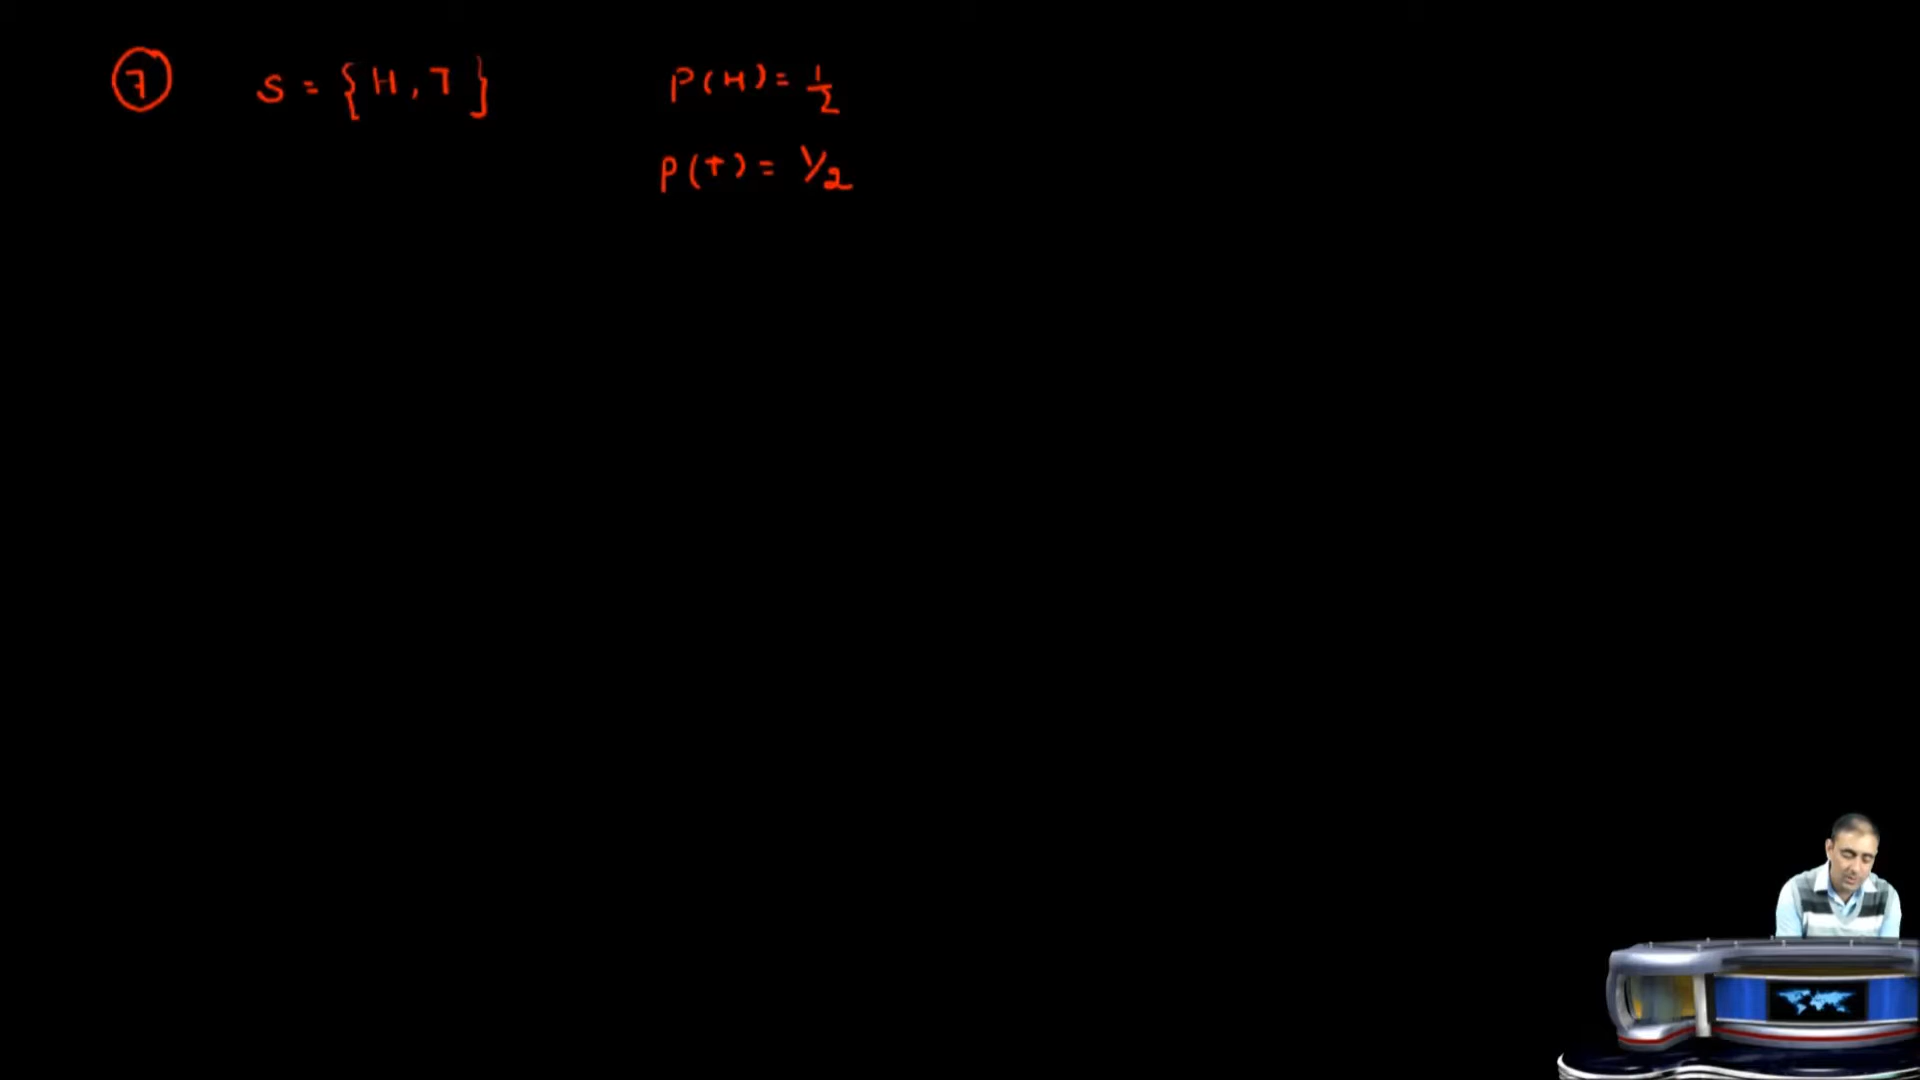 7 S = {H, T} P(H) = 1/2
P(T) = 1/2